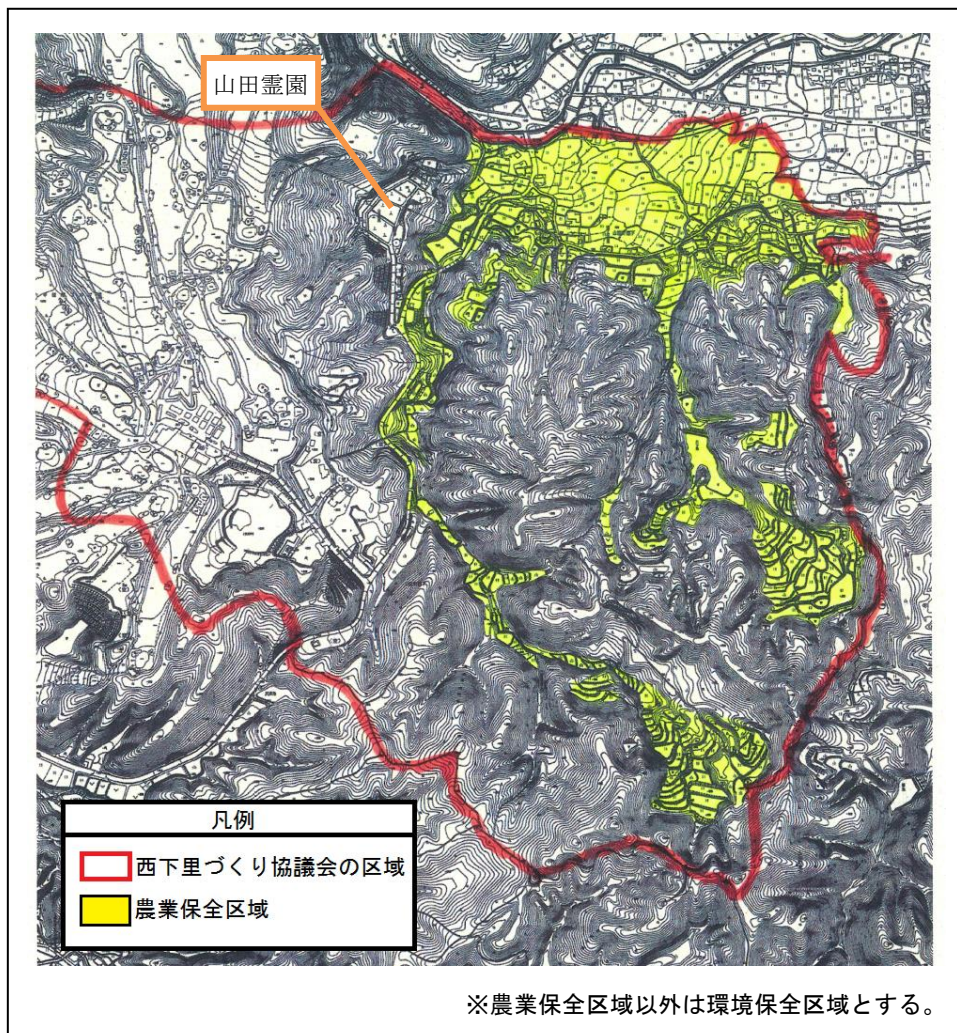 山田霊園
凡例
西下里づくり協議会の区域
農業保全区域
※農業保全区域以外は環境保全区域とする。